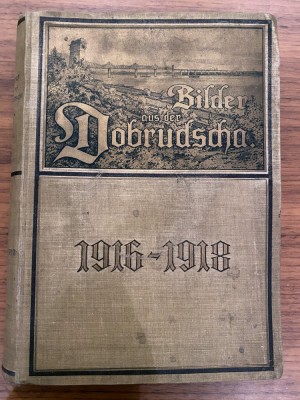 Bilder
aus der
Dobrudscha.
1916-1918